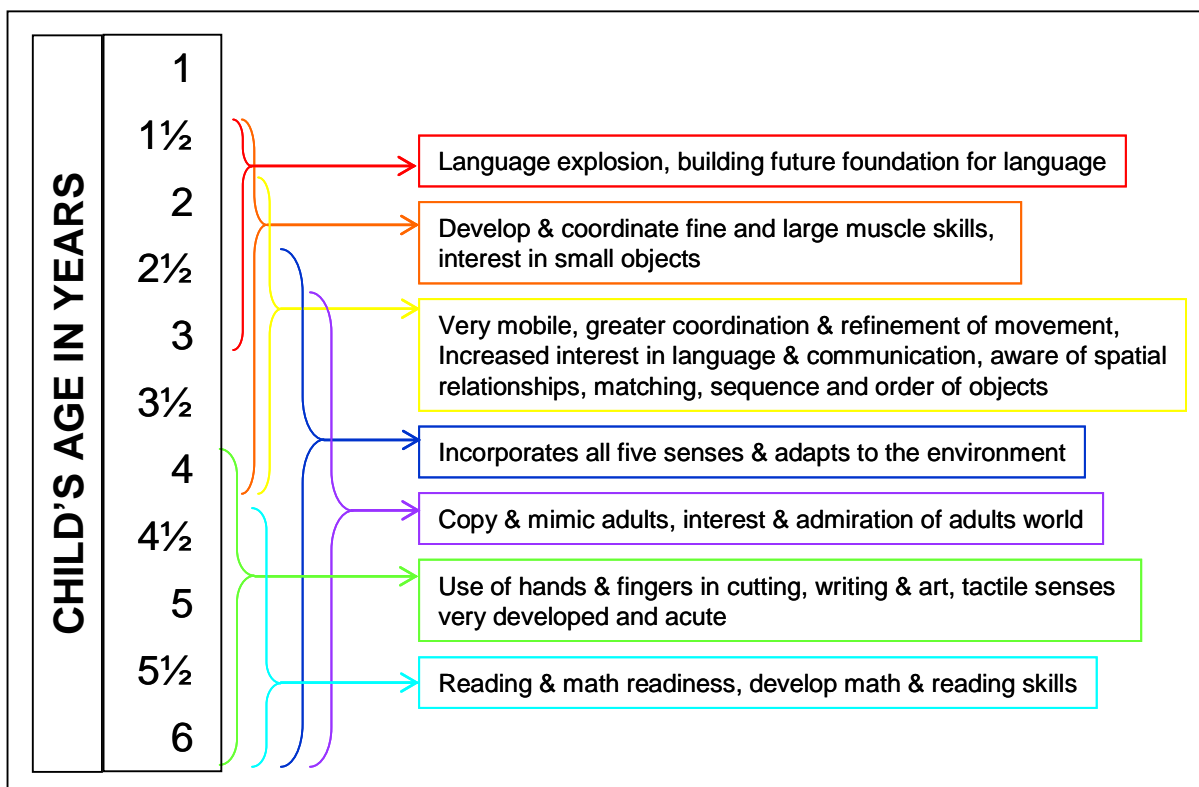 CHILD'S AGE IN YEARS
1
1½
2
2½
3
3½
4
4½
5
5½
6
Language explosion, building future foundation for language
Develop & coordinate fine and large muscle skills,
interest in small objects
Very mobile, greater coordination & refinement of movement,
Increased interest in language & communication, aware of spatial
relationships, matching, sequence and order of objects
Incorporates all five senses & adapts to the environment
Copy & mimic adults, interest & admiration of adults world
Use of hands & fingers in cutting, writing & art, tactile senses
very developed and acute
Reading & math readiness, develop math & reading skills